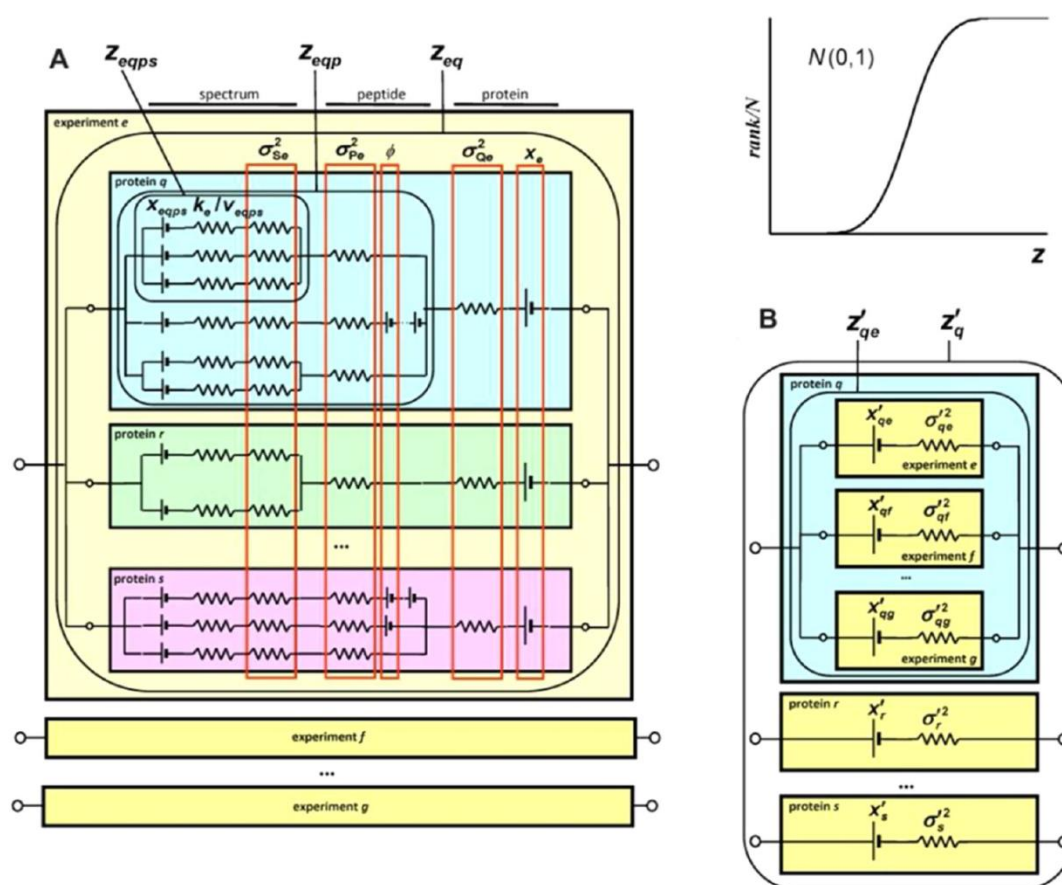 A
z_eqps
z_eqp
z_eq
spectrum peptide protein
experiment e
σ²_Se σ²_Pe ϕ σ²_Qe x_e
protein q
x_eqps k_e / v_eqps
protein r
...
protein s
experiment f
...
experiment g
N(0,1)
rank/N
z
B
z′_qe z′_q
protein q
x′_qe σ′²_qe
experiment e
x′_qf σ′²_qf
experiment f
...
x′_qg σ′²_qg
experiment g
protein r
x′_r σ′²_r
...
protein s
x′_s σ′²_s